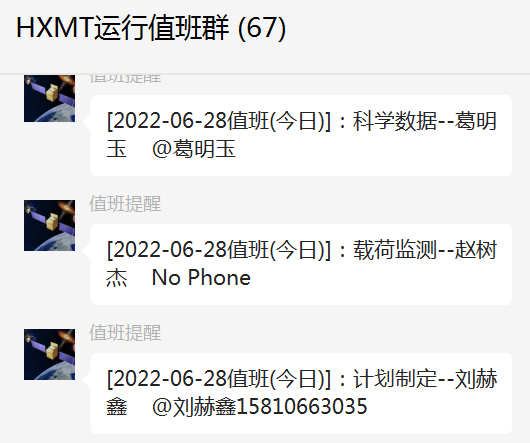 HXMT运行值班群 (67)
值班提醒
[2022-06-28值班(今日)]：科学数据--葛明
玉 @葛明玉
值班提醒
[2022-06-28值班(今日)]：载荷监测--赵树
杰 No Phone
值班提醒
[2022-06-28值班(今日)]：计划制定--刘赫
鑫 @刘赫鑫15810663035